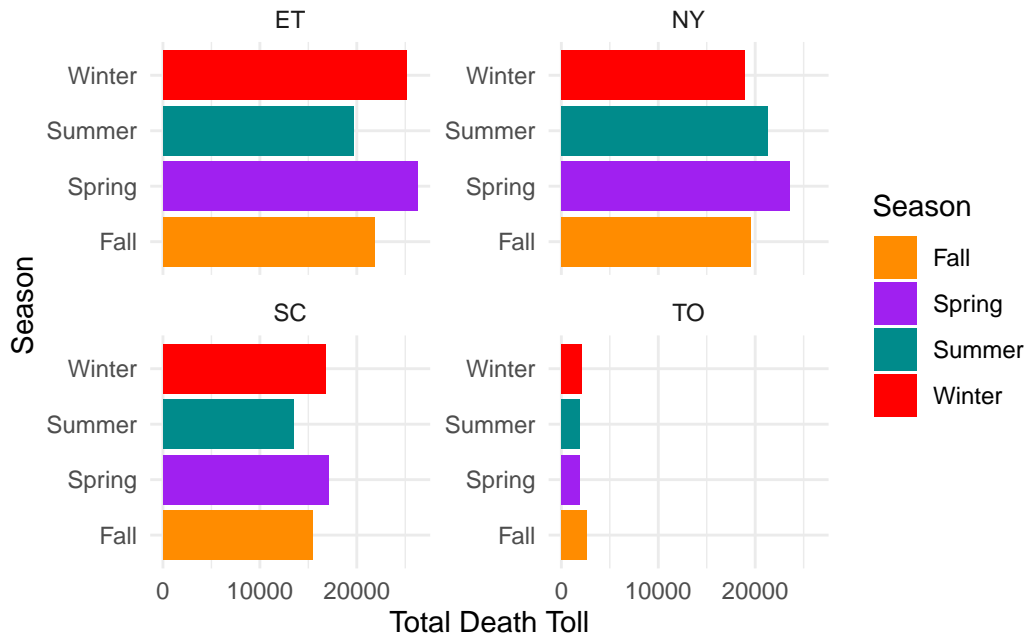 ET
NY
Winter
Summer
Spring
Fall
Winter
Summer
Spring
Fall
SC
TO
Winter
Summer
Spring
Fall
0
10000
20000
Winter
Summer
Spring
Fall
0
10000
20000
Season
Total Death Toll
Season
Fall
Spring
Summer
Winter